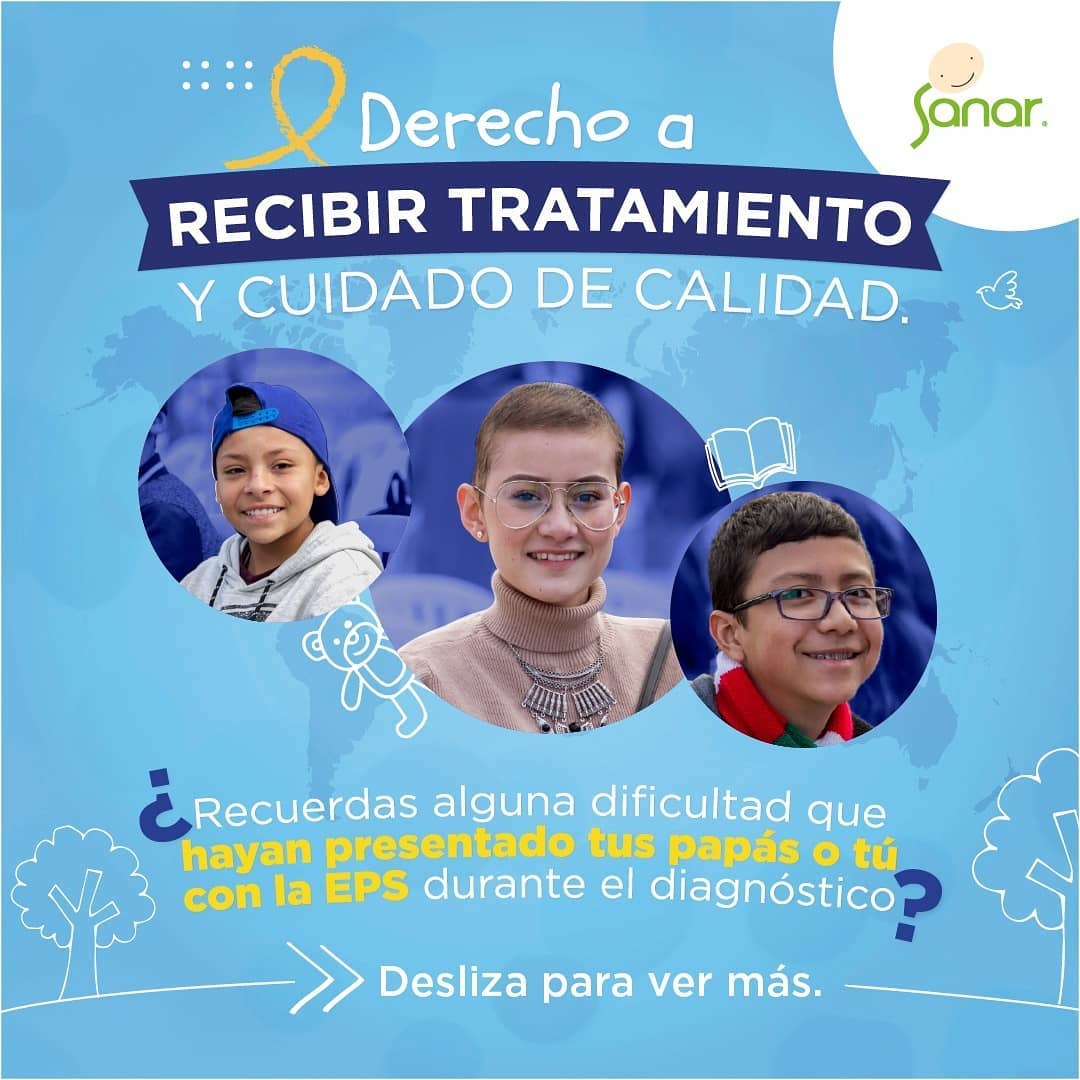 Sanar.
Derecho a
RECIBIR TRATAMIENTO
Y CUIDADO DE CALIDAD.
¿Recuerdas alguna dificultad que
hayan presentado tus papás o tú
con la EPS durante el diagnóstico?
Desliza para ver más.